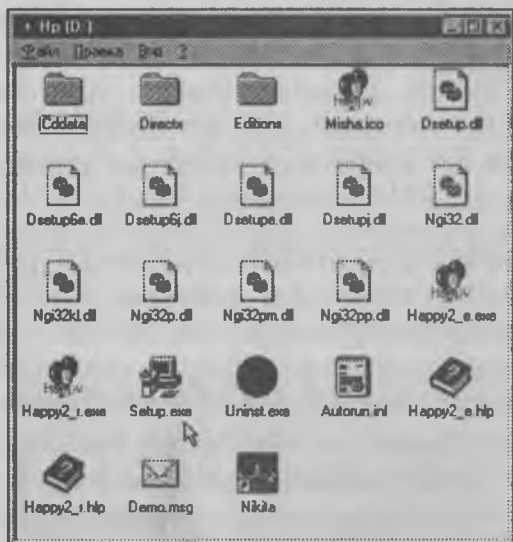 Hp (D:)
Файл Правка Вид ?
Cddata Directx Editions Misha.ico Dsetup.dll
Dsetup6e.dll Dsetup6j.dll Dsetupe.dll Dsetupj.dll Ngi32.dll
Ngi32kl.dll Ngi32p.dll Ngi32pm.dll Ngi32pp.dll Happy2_e.exe
Happy2_r.exe Setup.exe Uninst.exe Autorun.inf Happy2_e.hlp
Happy2_r.hlp Demo.msg Nikita